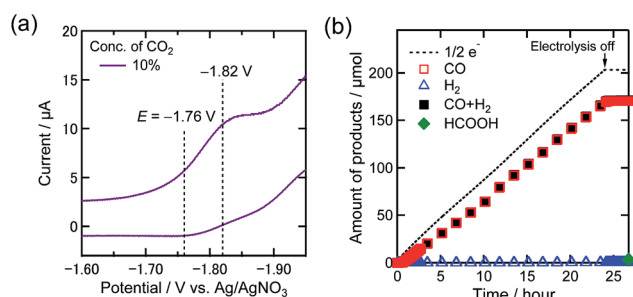 (a)
Conc. of CO₂
10%
−1.82 V
E = −1.76 V
Current / μA
20
15
10
5
0
−1.60
−1.70
−1.80
−1.90
Potential / V vs. Ag/AgNO₃
(b)
1/2 e⁻
CO
H₂
CO+H₂
HCOOH
Electrolysis off
Amount of products / μmol
200
150
100
50
0
0
5
10
15
20
25
Time / hour